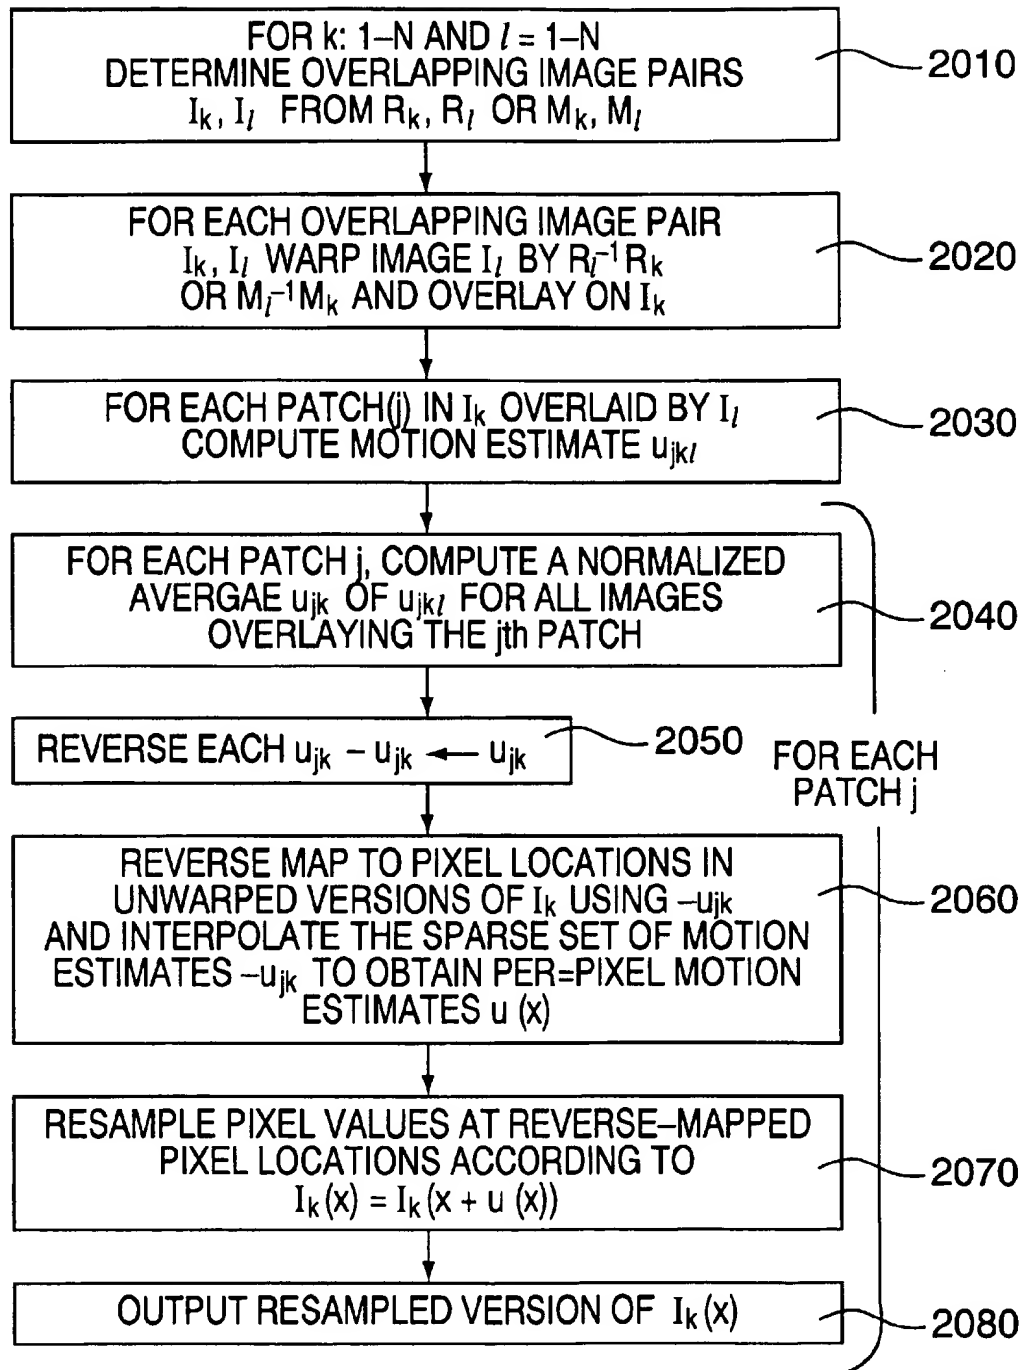 FOR k: 1–N AND l = 1–N
DETERMINE OVERLAPPING IMAGE PAIRS
Iₖ, Iₗ FROM Rₖ, Rₗ OR Mₖ, Mₗ
2010
FOR EACH OVERLAPPING IMAGE PAIR
Iₖ, Iₗ WARP IMAGE Iₗ BY Rₗ⁻¹Rₖ
OR Mₗ⁻¹Mₖ AND OVERLAY ON Iₖ
2020
FOR EACH PATCH(j) IN Iₖ OVERLAID BY Iₗ
COMPUTE MOTION ESTIMATE uⱼₖₗ
2030
FOR EACH PATCH j, COMPUTE A NORMALIZED
AVERGAE uⱼₖ OF uⱼₖₗ FOR ALL IMAGES
OVERLAYING THE jth PATCH
2040
REVERSE EACH uⱼₖ – uⱼₖ ← uⱼₖ
2050
FOR EACH
PATCH j
REVERSE MAP TO PIXEL LOCATIONS IN
UNWARPED VERSIONS OF Iₖ USING –uⱼₖ
AND INTERPOLATE THE SPARSE SET OF MOTION
ESTIMATES –uⱼₖ TO OBTAIN PER=PIXEL MOTION
ESTIMATES u (x)
2060
RESAMPLE PIXEL VALUES AT REVERSE–MAPPED
PIXEL LOCATIONS ACCORDING TO
Iₖ(x) = Iₖ(x + u (x))
2070
OUTPUT RESAMPLED VERSION OF Iₖ(x)
2080